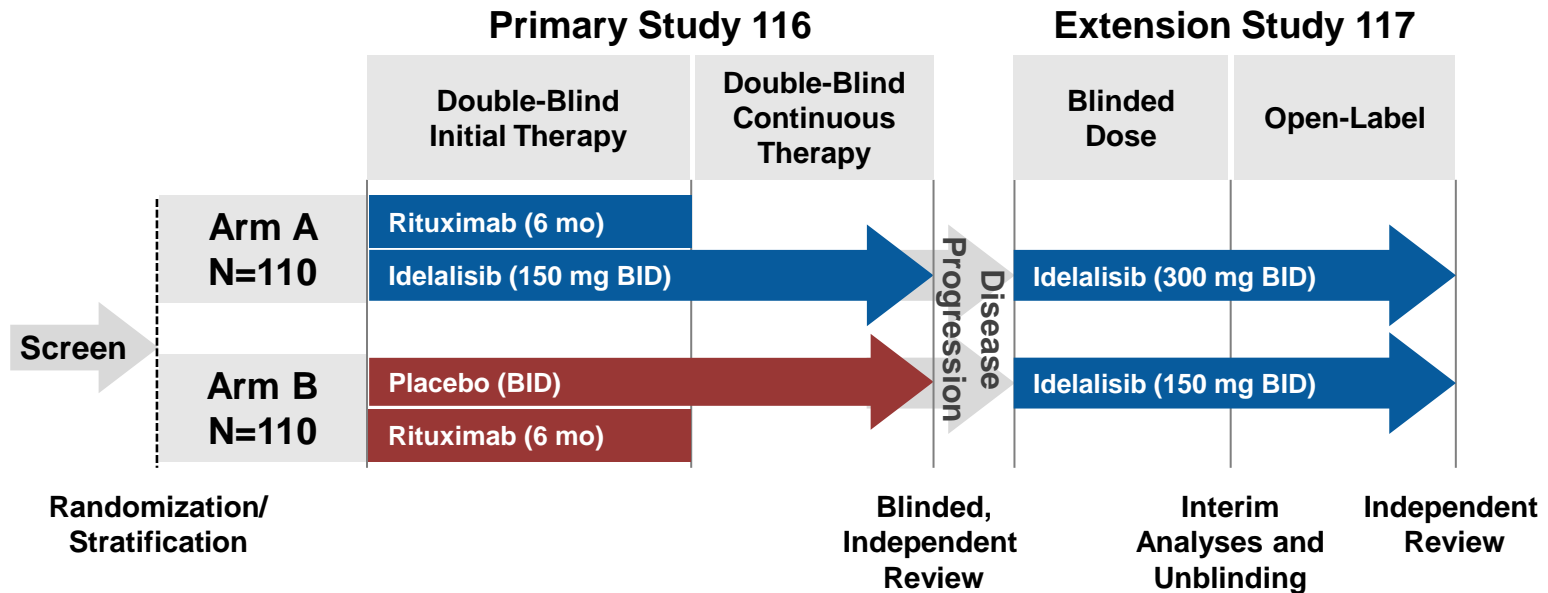 Primary Study 116
Extension Study 117
Double-Blind
Initial Therapy
Double-Blind
Continuous
Therapy
Blinded
Dose
Open-Label
Screen
Arm A
N=110
Rituximab (6 mo)
Idelalisib (150 mg BID)
Arm B
N=110
Placebo (BID)
Rituximab (6 mo)
Disease
Progression
Idelalisib (300 mg BID)
Idelalisib (150 mg BID)
Randomization/
Stratification
Blinded,
Independent
Review
Interim
Analyses and
Unblinding
Independent
Review